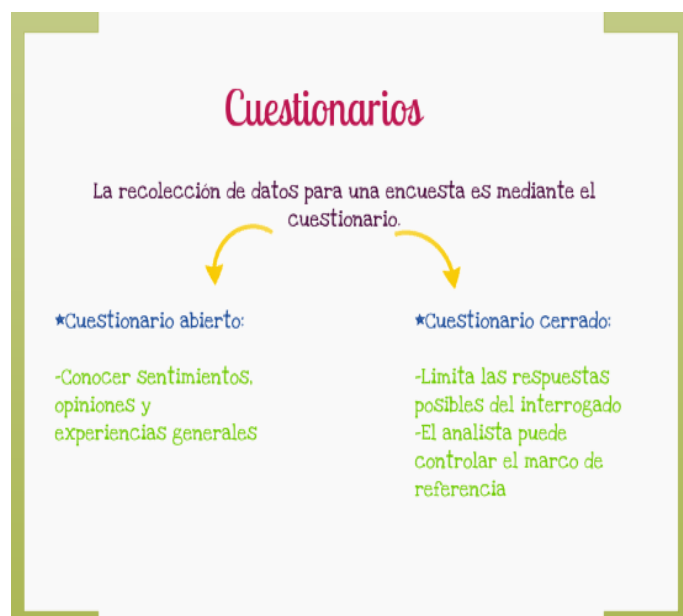 Cuestionarios
La recolección de datos para una encuesta es mediante el
cuestionario.
★Cuestionario abierto:
-Conocer sentimientos,
opiniones y
experiencias generales
★Cuestionario cerrado:
-Limita las respuestas
posibles del interrogado
-El analista puede
controlar el marco de
referencia